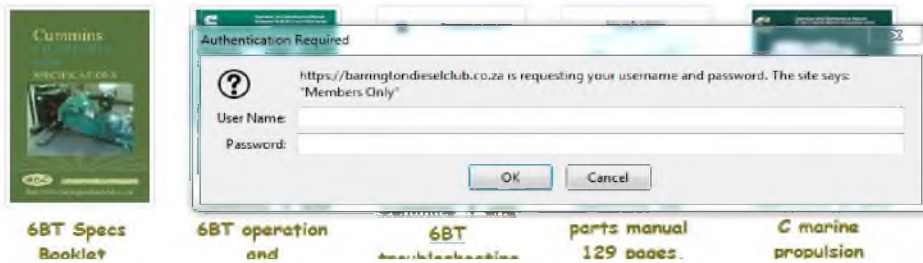 Cummins
SPECIFICATIONS
Authentication Required
https://barringtondieselclub.co.za is requesting your username and password. The site says:
"Members Only"
User Name:
Password:
OK
Cancel
6BT Specs
Booklet
6BT operation
and
6BT
troubleshooting
parts manual
129 pages.
C marine
propulsion